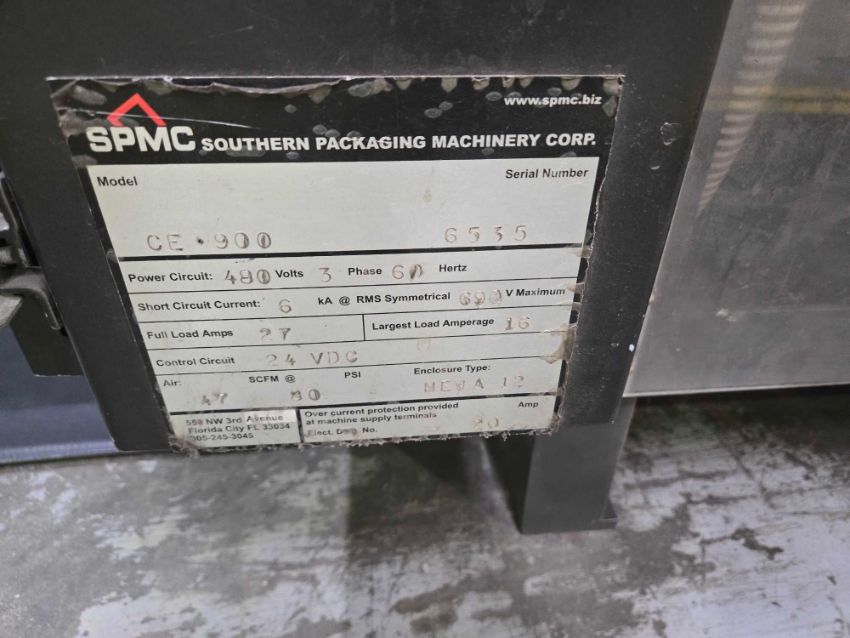 www.spmc.biz
SPMC SOUTHERN PACKAGING MACHINERY CORP.
Model Serial Number
CE-900 6535
Power Circuit: 480 Volts 3 Phase 60 Hertz
Short Circuit Current: 6 kA @ RMS Symmetrical 600 V Maximum
Full Load Amps 27 Largest Load Amperage 16
Control Circuit 24 VDC
Air: 47 SCFM @ 80 PSI Enclosure Type: NEMA 12
Over current protection provided Amp
at machine supply terminals
Elect. No.
NW 3rd Avenue
Florida City FL 33034
305-245-3045